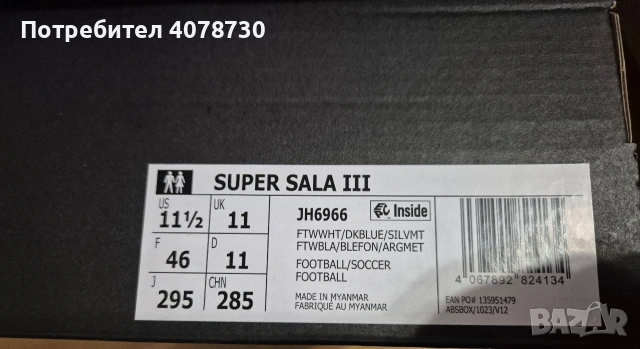 Потребител 4078730
SUPER SALA III
US 11½ UK 11
F 46 D 11
J 295 CHN 285
JH6966 Inside
FTWWHT/DKBLUE/SILVMT
FTWBLA/BLEFON/ARGMET
FOOTBALL/SOCCER
FOOTBALL
MADE IN MYANMAR
FABRIQUÉ AU MYANMAR
4 067892 824134
EAN PO# 135951479
ABSBOX/1023/V12
BAZAR